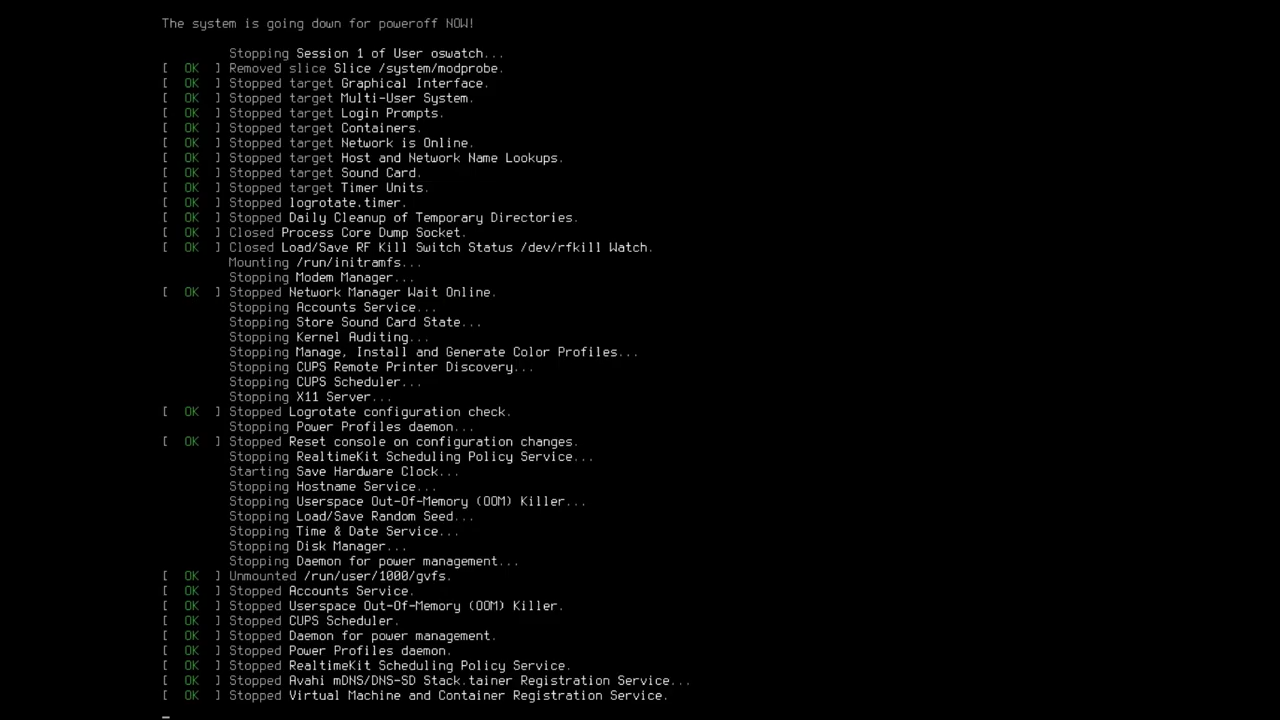 The system is going down for poweroff NOW!
Stopping Session 1 of User oswatch...
[  OK  ] Removed slice Slice /system/modprobe.
[  OK  ] Stopped target Graphical Interface.
[  OK  ] Stopped target Multi-User System.
[  OK  ] Stopped target Login Prompts.
[  OK  ] Stopped target Containers.
[  OK  ] Stopped target Network is Online.
[  OK  ] Stopped target Host and Network Name Lookups.
[  OK  ] Stopped target Sound Card.
[  OK  ] Stopped target Timer Units.
[  OK  ] Stopped logrotate.timer.
[  OK  ] Stopped Daily Cleanup of Temporary Directories.
[  OK  ] Closed Process Core Dump Socket.
[  OK  ] Closed Load/Save RF Kill Switch Status /dev/rfkill Watch.
Mounting /run/initramfs...
Stopping Modem Manager...
[  OK  ] Stopped Network Manager Wait Online.
Stopping Accounts Service...
Stopping Store Sound Card State...
Stopping Kernel Auditing...
Stopping Manage, Install and Generate Color Profiles...
Stopping CUPS Remote Printer Discovery...
Stopping CUPS Scheduler...
Stopping X11 Server...
[  OK  ] Stopped Logrotate configuration check.
Stopping Power Profiles daemon...
[  OK  ] Stopped Reset console on configuration changes.
Stopping RealtimeKit Scheduling Policy Service...
Starting Save Hardware Clock...
Stopping Hostname Service...
Stopping Userspace Out-Of-Memory (OOM) Killer...
Stopping Load/Save Random Seed...
Stopping Time & Date Service...
Stopping Disk Manager...
Stopping Daemon for power management...
[  OK  ] Unmounted /run/user/1000/gvfs.
[  OK  ] Stopped Accounts Service.
[  OK  ] Stopped Userspace Out-Of-Memory (OOM) Killer.
[  OK  ] Stopped CUPS Scheduler.
[  OK  ] Stopped Daemon for power management.
[  OK  ] Stopped Power Profiles daemon.
[  OK  ] Stopped RealtimeKit Scheduling Policy Service.
[  OK  ] Stopped Avahi mDNS/DNS-SD Stack.tainer Registration Service...
[  OK  ] Stopped Virtual Machine and Container Registration Service.